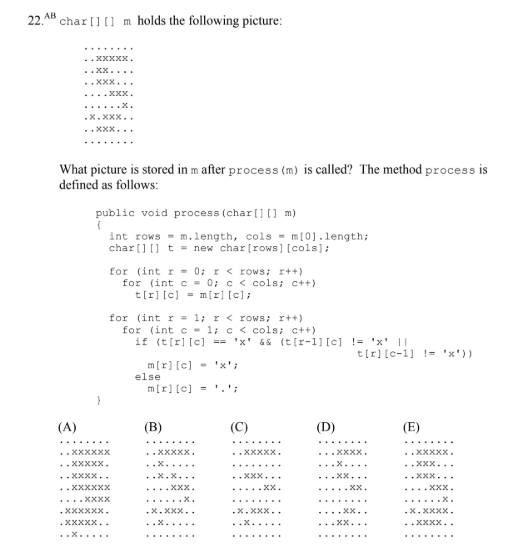 22.AB char[][] m holds the following picture:
........
..xxxxx.
..xx....
..xxx...
....xxx.
......x.
.x.xxx..
..xxx...
........
What picture is stored in m after process(m) is called? The method process is
defined as follows:
public void process(char[][] m)
{
int rows = m.length, cols = m[0].length;
char[][] t = new char[rows][cols];
for (int r = 0; r < rows; r++)
for (int c = 0; c < cols; c++)
t[r][c] = m[r][c];
for (int r = 1; r < rows; r++)
for (int c = 1; c < cols; c++)
if (t[r][c] == 'x' && (t[r-1][c] != 'x' ||
t[r][c-1] != 'x'))
m[r][c] = 'x';
else
m[r][c] = '.';
}
(A) (B) (C) (D) (E)
........ ........ ........ ........ ........
..xxxxxx ..xxxxx. ..xxxxx. ...xxxx. ..xxxxx.
..xxxxx. ..x..... ........ ...x.... ..xxx...
..xxxx.. ..x.x... ..xxx... ...xx... ..xxx...
..xxxxxx ....xxx. .....xx. .....xx. ....xxx.
....xxxx ......x. ........ ........ ......x.
.xxxxxx. .x.xxx.. .x.xxx.. ....xx.. .x.xxxx.
.xxxxx.. ..x..... ..x..... ...xx... ..xxxx..
..x..... ........ ........ ........ ........